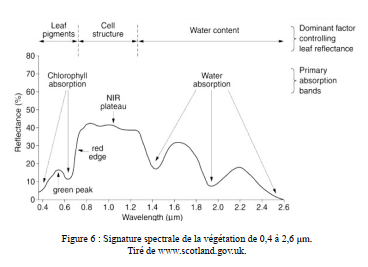 Leaf pigments
Cell structure
Water content
Dominant factor controlling leaf reflectance
Primary absorption bands
Chlorophyll absorption
Water absorption
NIR plateau
red edge
green peak
Reflectance (%)
80
70
60
50
40
30
20
10
0
0.4 0.6 0.8 1.0 1.2 1.4 1.6 1.8 2.0 2.2 2.4 2.6
Wavelength (μm)
Figure 6 : Signature spectrale de la végétation de 0,4 à 2,6 μm.
Tiré de www.scotland.gov.uk.